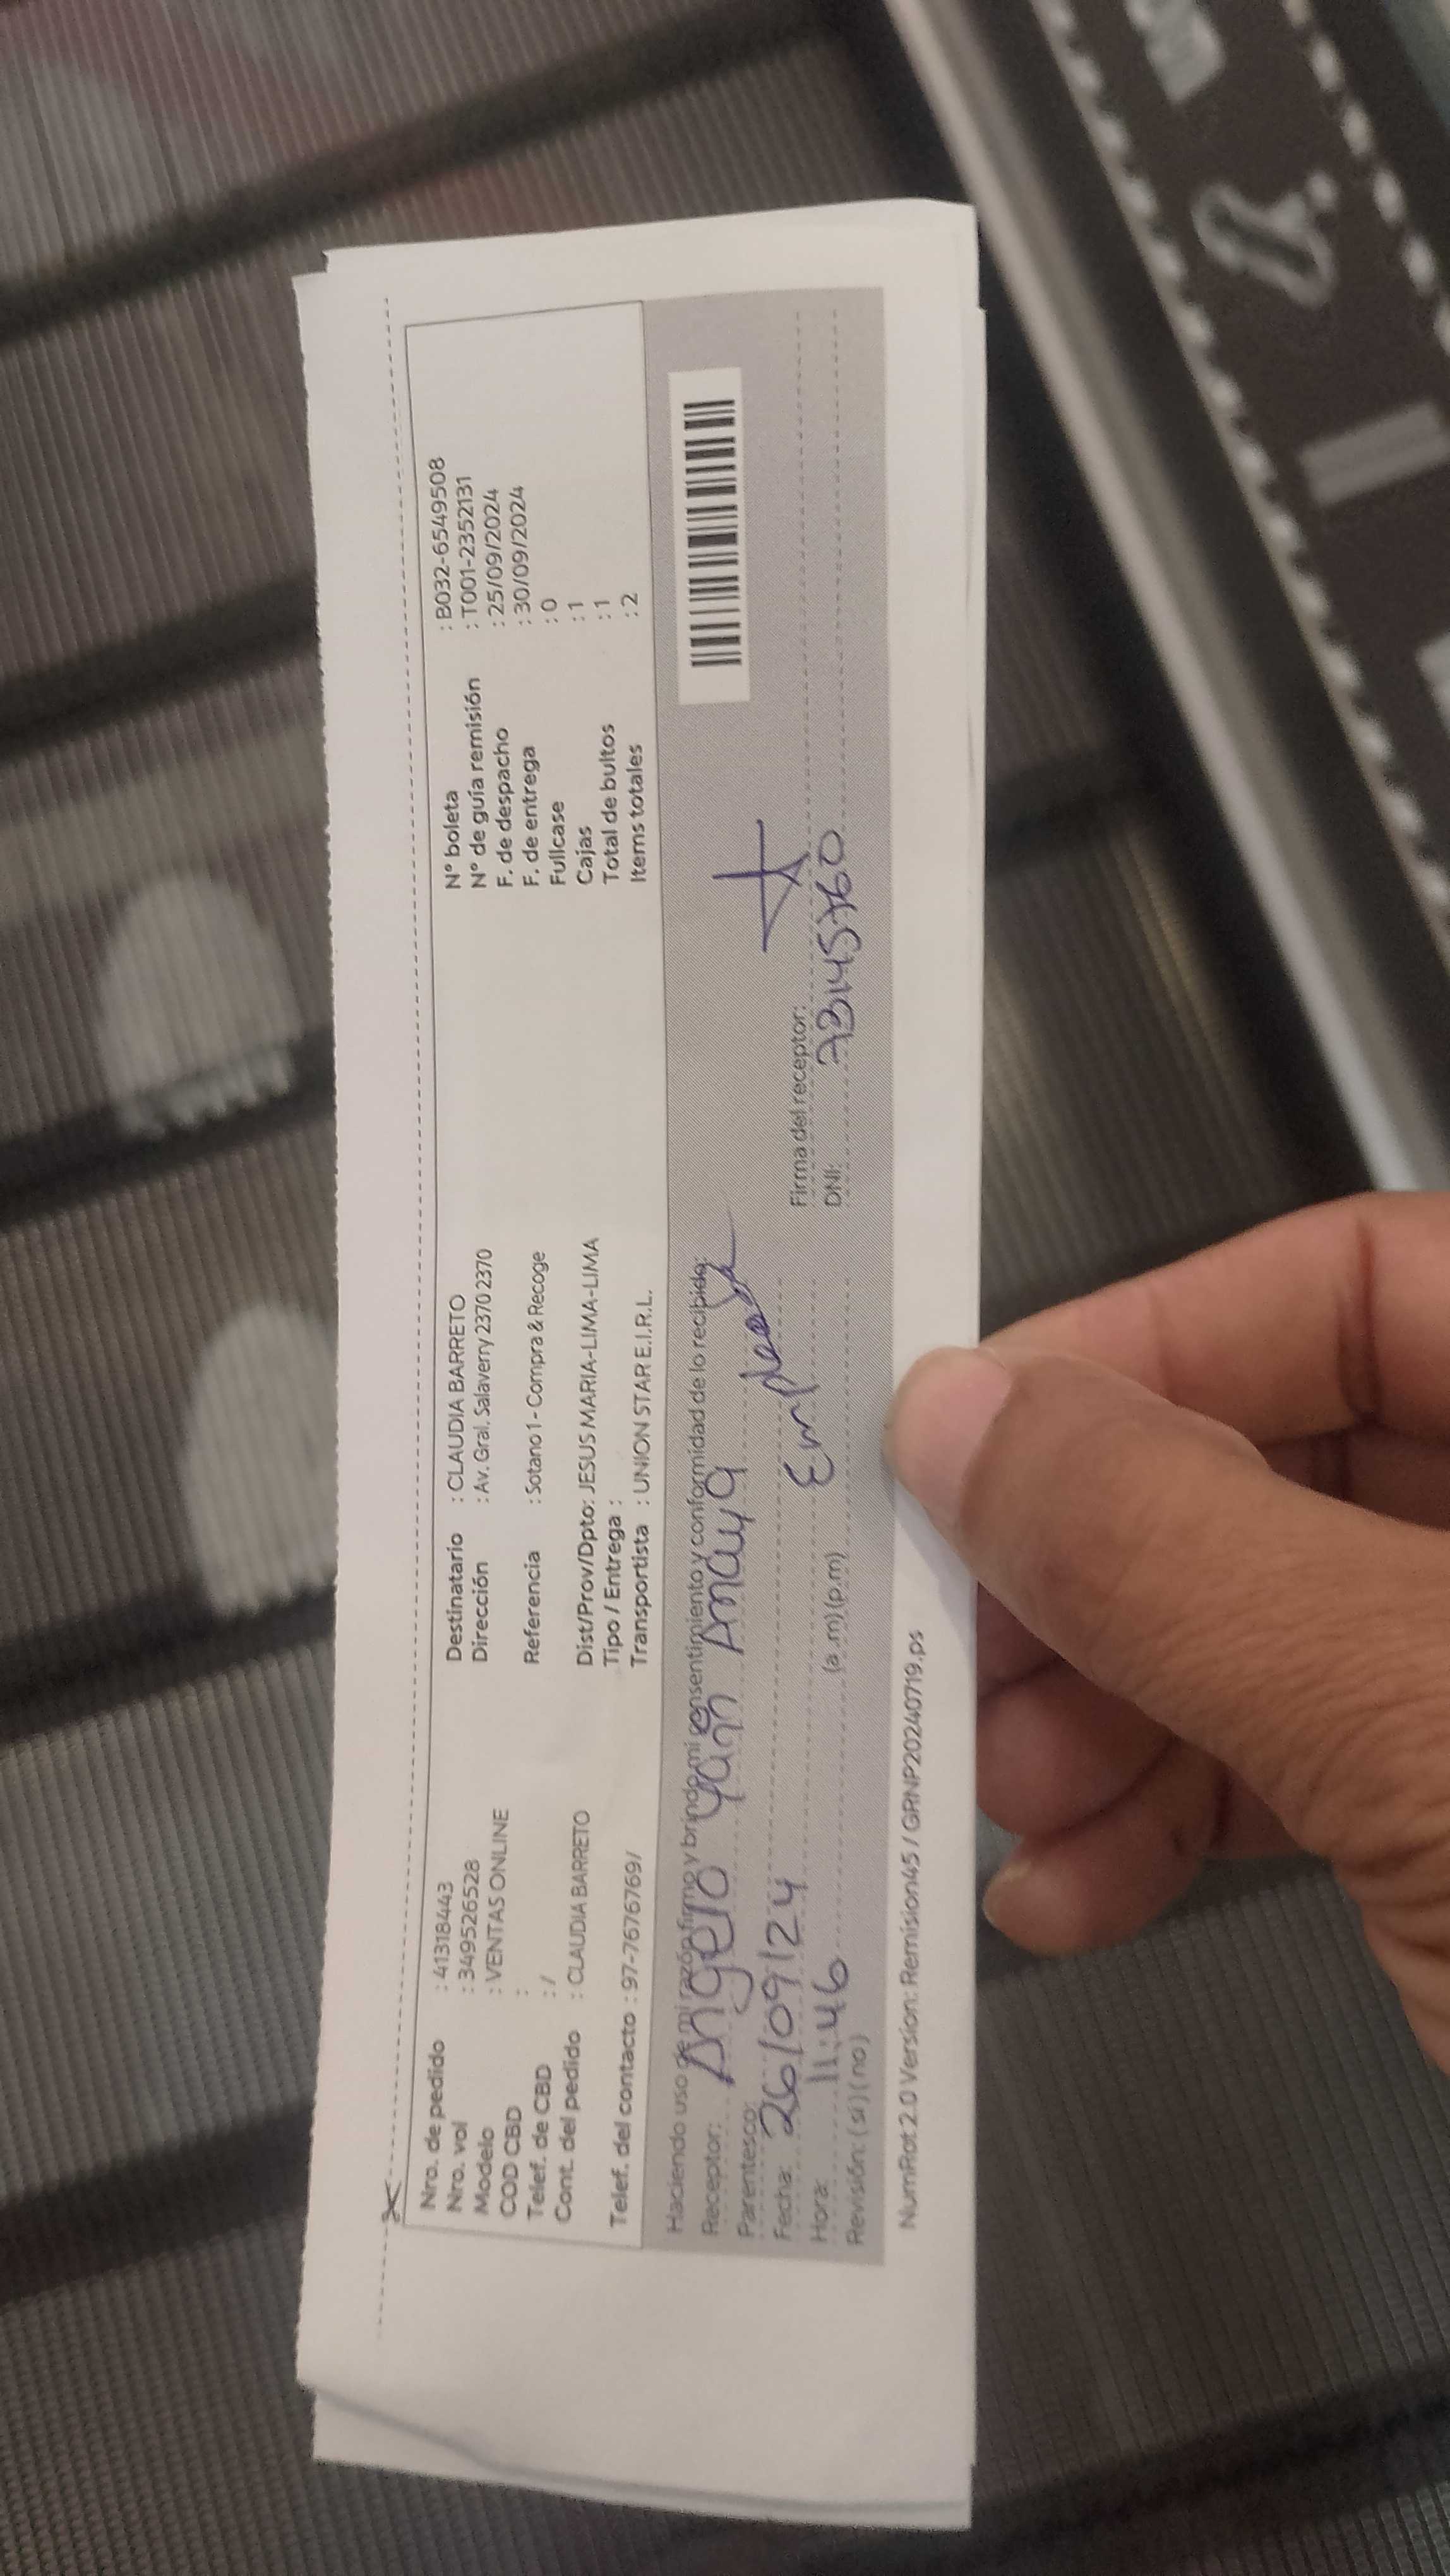 Nro. de pedido : 41318443 Destinatario : CLAUDIA BARRETO N° boleta : B032-6549508
Nro. vol : 349526528 Dirección : Av. Gral. Salaverry 2370 2370 N° de guía remisión : T001-2352131
Modelo : VENTAS ONLINE F. de despacho : 25/09/2024
COD CBD : Referencia : Sotano 1 - Compra & Recoge F. de entrega : 30/09/2024
Telef. de CBD : / Fullcase : 0
Cont. del pedido : CLAUDIA BARRETO Dist/Prov/Dpto: JESUS MARIA-LIMA-LIMA Cajas : 1
Tipo / Entrega : Total de bultos : 1
Telef. del contacto : 97-7676769/ Transportista : UNION STAR E.I.R.L. Items totales : 2
Haciendo uso de mi razón firmo y brindo mi consentimiento y conformidad de lo recibido:
Receptor: Angelo Yann Amaya
Parentesco: Empleado
Fecha: 26/09/24 Firma del receptor:
Hora: 11:46 (a.m) (p.m) DNI: 73145760
Revisión: (si) (no)
NumRot 2.0 Version: Remision45 / GRNP20240719.ps